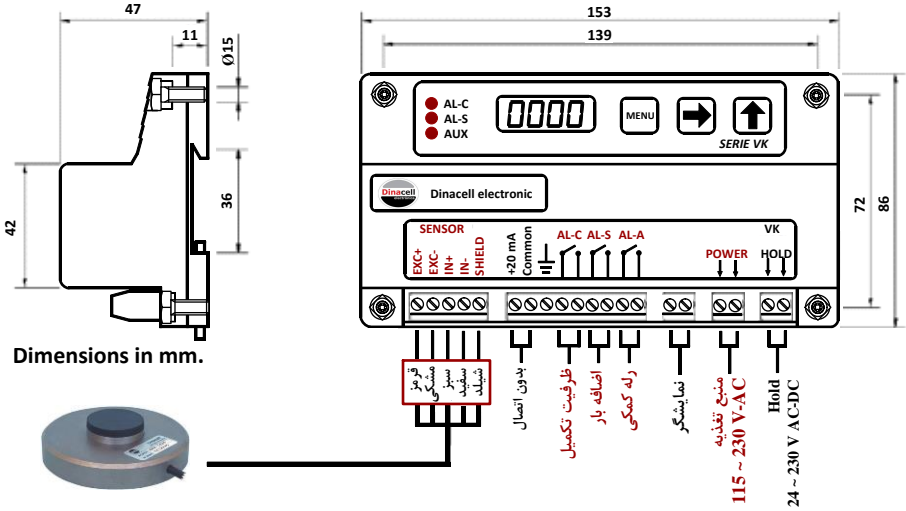 47
11
Ø15
42
36
Dimensions in mm.
153
139
72
86
AL-C
AL-S
AUX
0000
MENU
SERIE VK
Dinacell
electronic
Dinacell electronic
SENSOR
EXC+
EXC-
IN+
IN-
SHIELD
+20 mA
Common
AL-C AL-S AL-A
POWER
VK
HOLD
قرمز
مشکی
سبز
سفید
شیلد
بدون اتصال
ظرفیت تکمیل
اضافه بار
رله کمکی
نمایشگر
منبع تغذیه
115 ~ 230 V-AC
Hold
24 ~ 230 V AC-DC